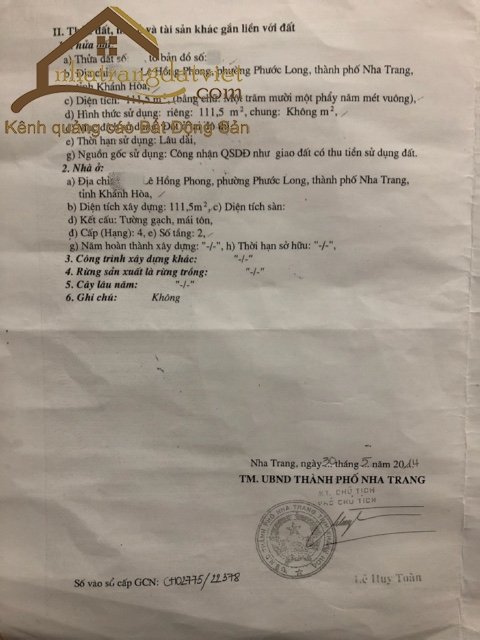 II. Thửa đất, nhà ở và tài sản khác gắn liền với đất
a) Thửa đất số: tờ bản đồ số:
nhatrangdatviet
.com
Kênh quảng cáo Bất Động Sản
Hồng Phong, phường Phước Long, thành phố Nha Trang,
tỉnh Khánh Hòa,
c) Diện tích: 111,5 m², (bằng chữ: Một trăm mười một phẩy năm mét vuông),
d) Hình thức sử dụng: riêng: 111,5 m², chung: Không m²,
e) Thời hạn sử dụng: Lâu dài,
g) Nguồn gốc sử dụng: Công nhận QSDĐ như giao đất có thu tiền sử dụng đất.
2. Nhà ở:
a) Địa chỉ: Lê Hồng Phong, phường Phước Long, thành phố Nha Trang,
tỉnh Khánh Hòa,
b) Diện tích xây dựng: 111,5m², c) Diện tích sàn:
d) Kết cấu: Tường gạch, mái tôn,
đ) Cấp (Hạng): 4, e) Số tầng: 2,
g) Năm hoàn thành xây dựng: "-/-", h) Thời hạn sở hữu: "-/-",
3. Công trình xây dựng khác: "-/-"
4. Rừng sản xuất là rừng trồng: "-/-"
5. Cây lâu năm: "-/-"
6. Ghi chú: Không
Nha Trang, ngày 30 tháng 5 năm 2014
TM. UBND THÀNH PHỐ NHA TRANG
KT. CHỦ TỊCH
PHÓ CHỦ TỊCH
Lê Huy Toàn
Số vào sổ cấp GCN: CH02775/22378